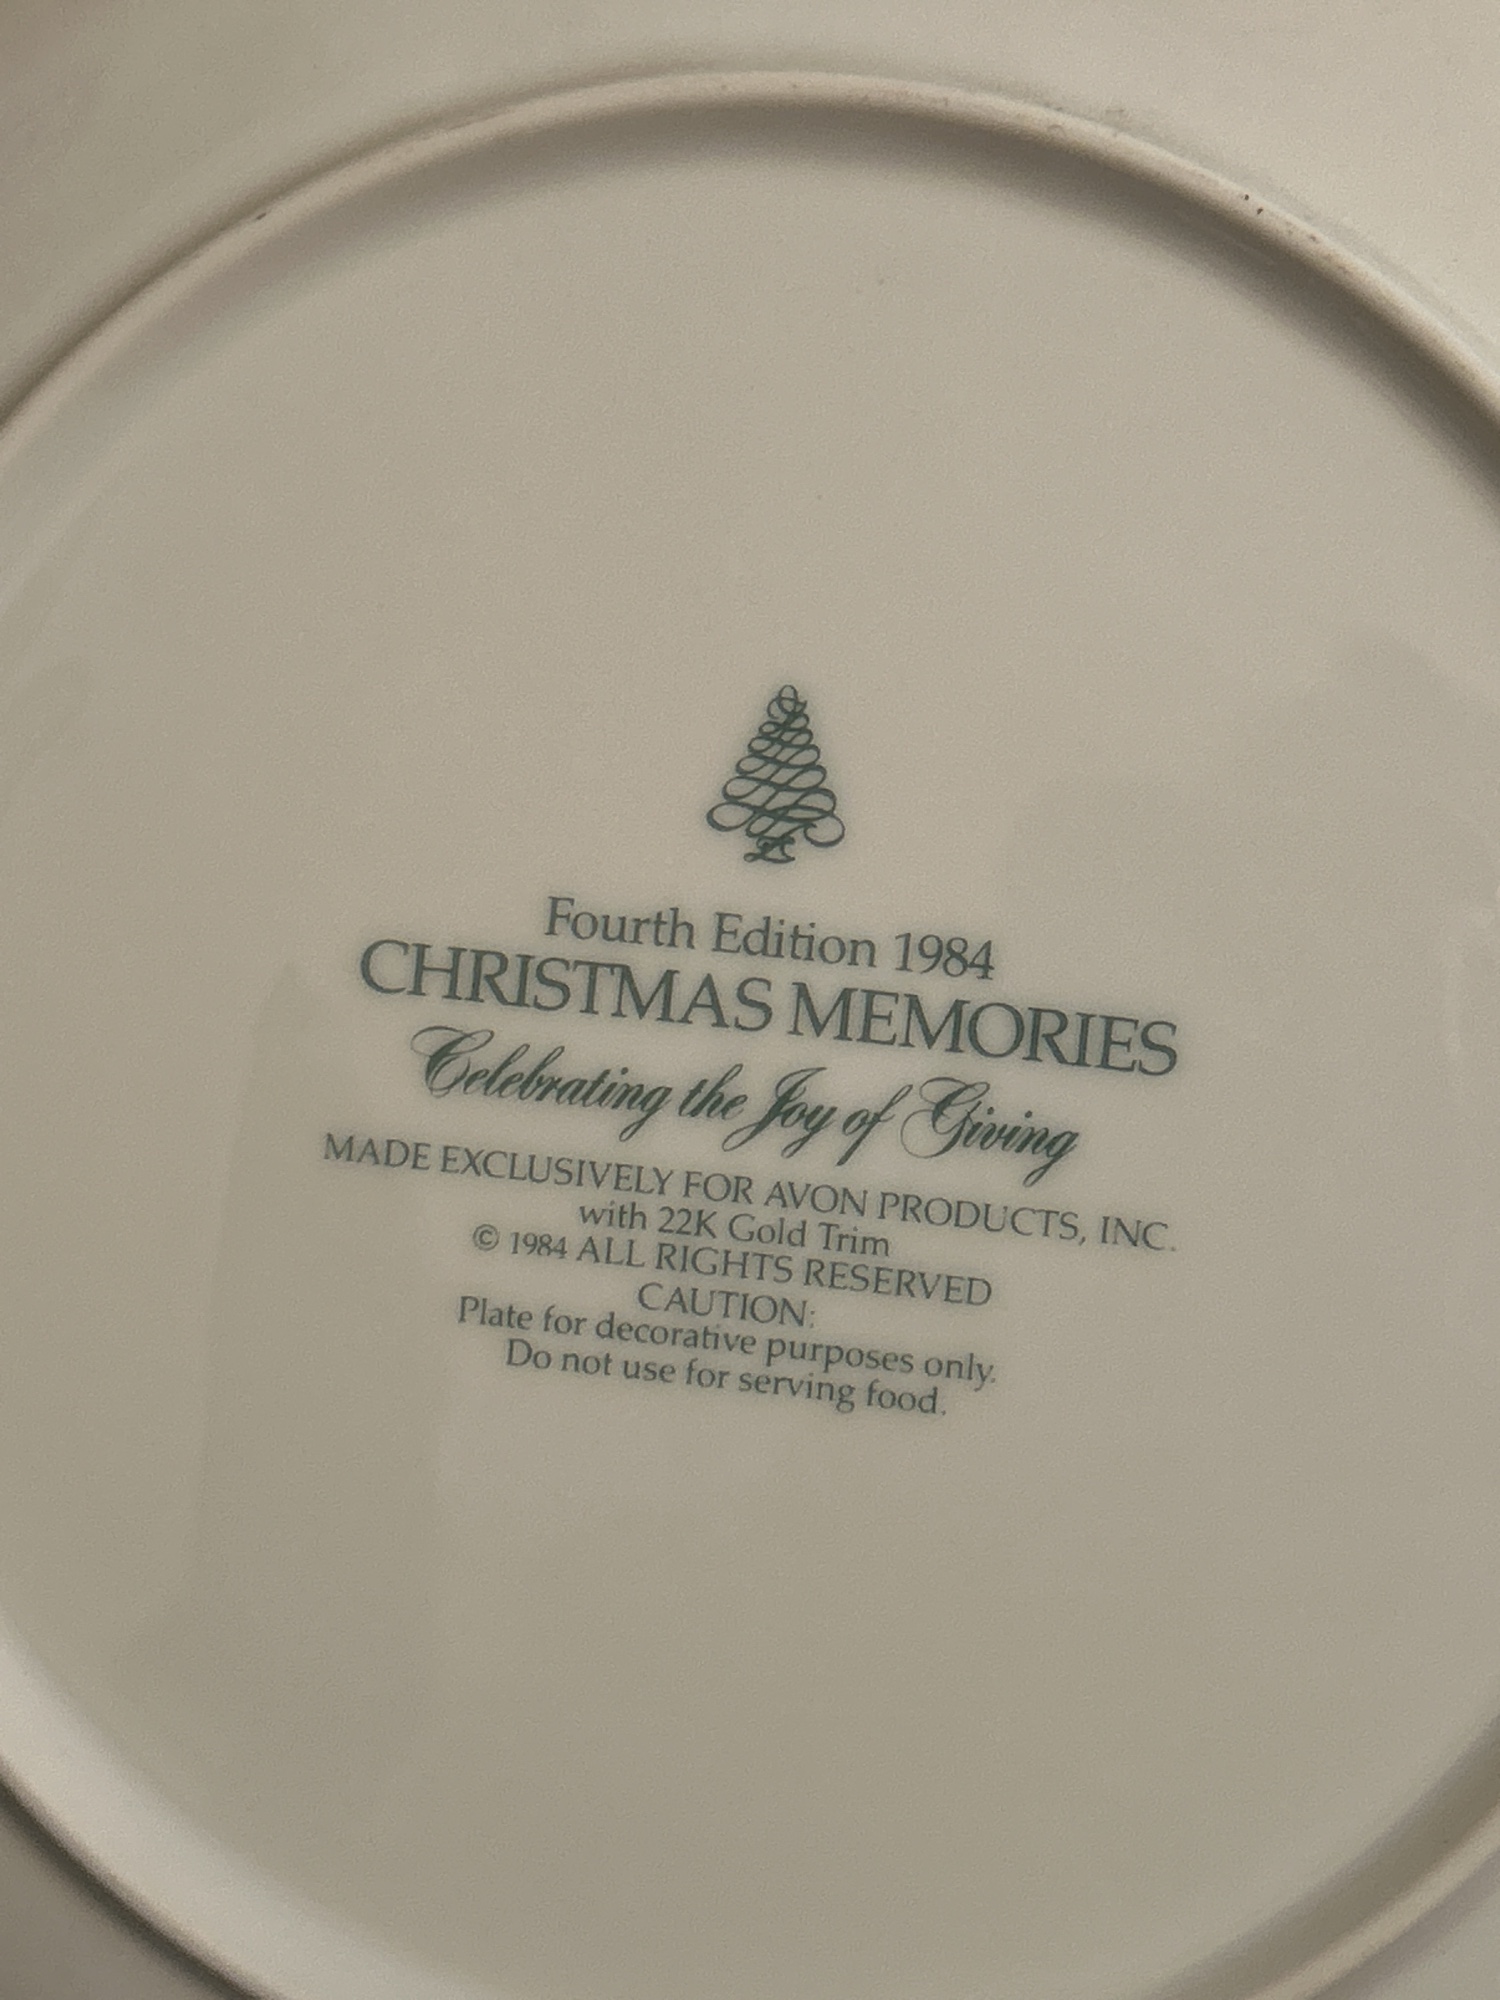 Fourth Edition 1984
CHRISTMAS MEMORIES
Celebrating the Joy of Giving
MADE EXCLUSIVELY FOR AVON PRODUCTS, INC.
with 22K Gold Trim
© 1984 ALL RIGHTS RESERVED
CAUTION:
Plate for decorative purposes only.
Do not use for serving food.